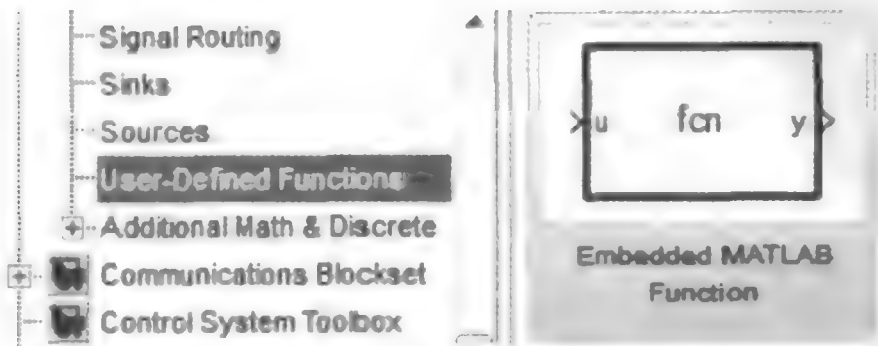 Signal Routing
Sinks
Sources
User-Defined Functions
Additional Math & Discrete
Communications Blockset
Control System Toolbox
u fcn y
Embedded MATLAB
Function